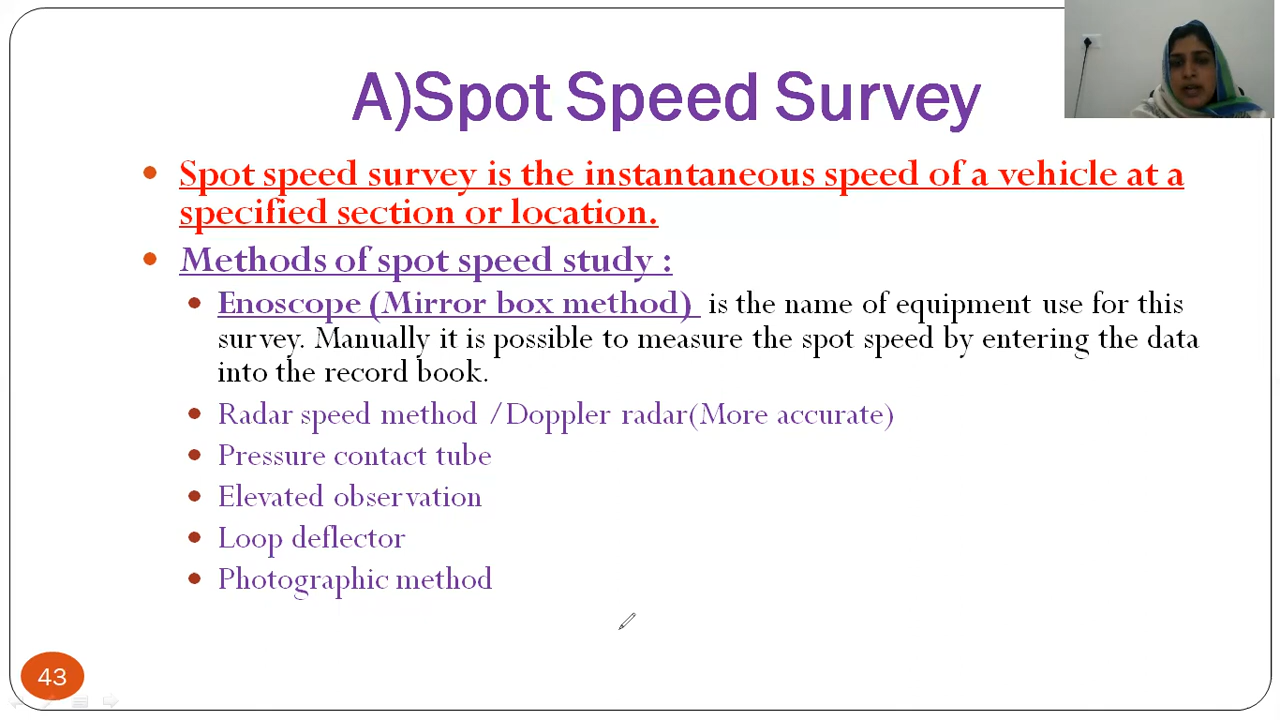 A)Spot Speed Survey
Spot speed survey is the instantaneous speed of a vehicle at a
specified section or location.
Methods of spot speed study :
Enoscope (Mirror box method) is the name of equipment use for this
survey. Manually it is possible to measure the spot speed by entering the data
into the record book.
Radar speed method /Doppler radar(More accurate)
Pressure contact tube
Elevated observation
Loop deflector
Photographic method
43